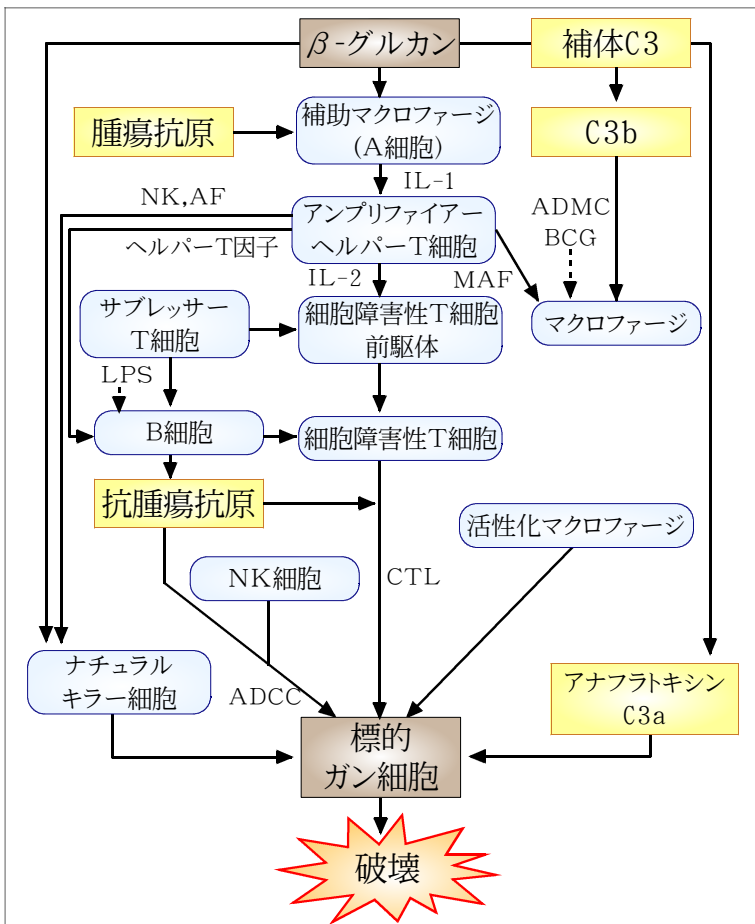 β-グルカン
補体C3
腫瘍抗原
補助マクロファージ
(A細胞)
C3b
IL-1
NK,AF
アンプリファイアー
ヘルパーT細胞
ADMC
BCG
ヘルパーT因子
IL-2
MAF
サブレッサー
T細胞
細胞障害性T細胞
前駆体
マクロファージ
LPS
B細胞
細胞障害性T細胞
抗腫瘍抗原
活性化マクロファージ
NK細胞
CTL
ナチュラル
キラー細胞
ADCC
アナフラトキシン
C3a
標的
ガン細胞
破壊